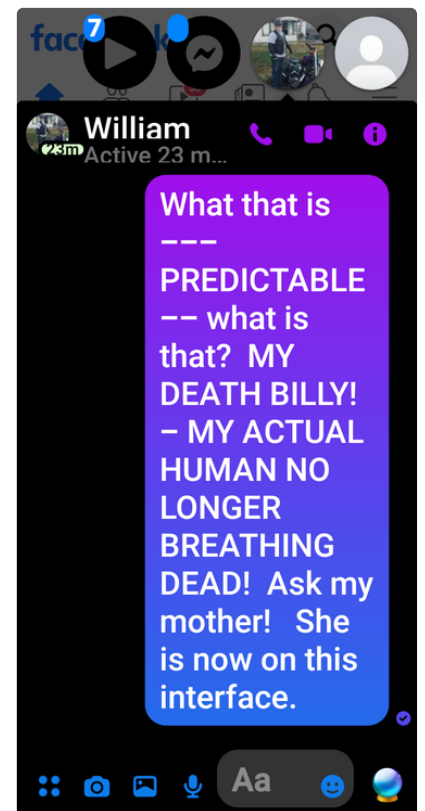 fac k
7
William
23m
Active 23 m...
What that is
–––
PREDICTABLE
–– what is
that?  MY
DEATH BILLY!
– MY ACTUAL
HUMAN NO
LONGER
BREATHING
DEAD!  Ask my
mother!   She
is now on this
interface.
Aa